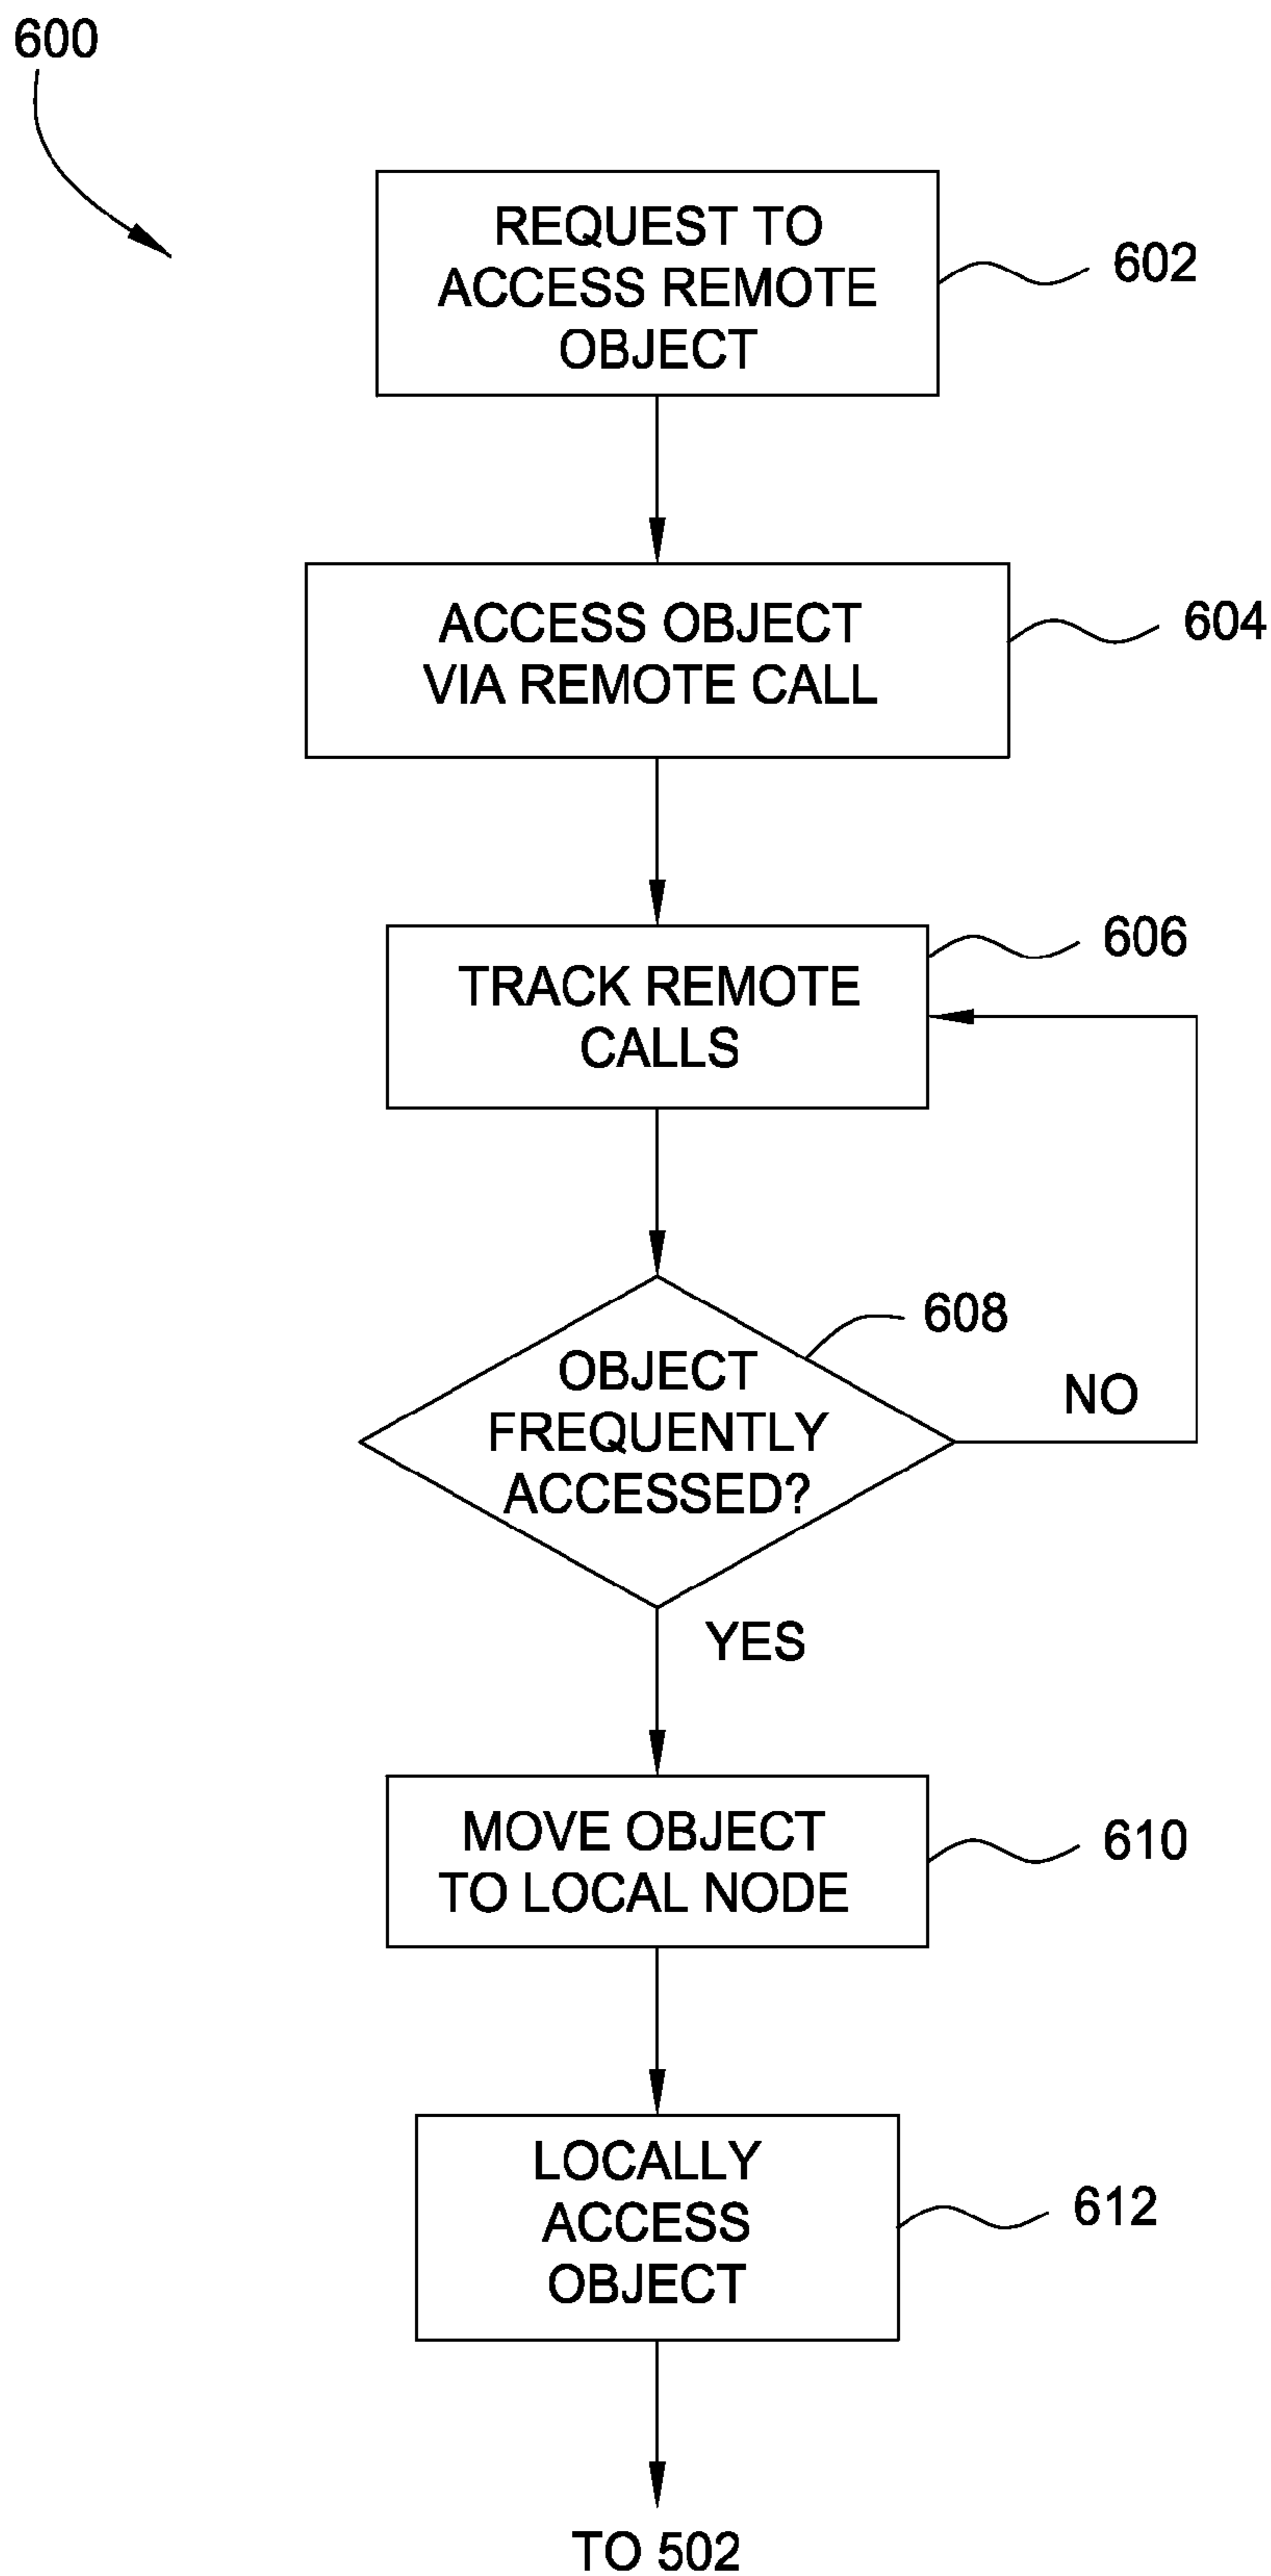 600
REQUEST TO
ACCESS REMOTE
OBJECT
602
ACCESS OBJECT
VIA REMOTE CALL
604
TRACK REMOTE
CALLS
606
OBJECT
FREQUENTLY
ACCESSED?
608
NO
YES
MOVE OBJECT
TO LOCAL NODE
610
LOCALLY
ACCESS
OBJECT
612
TO 502